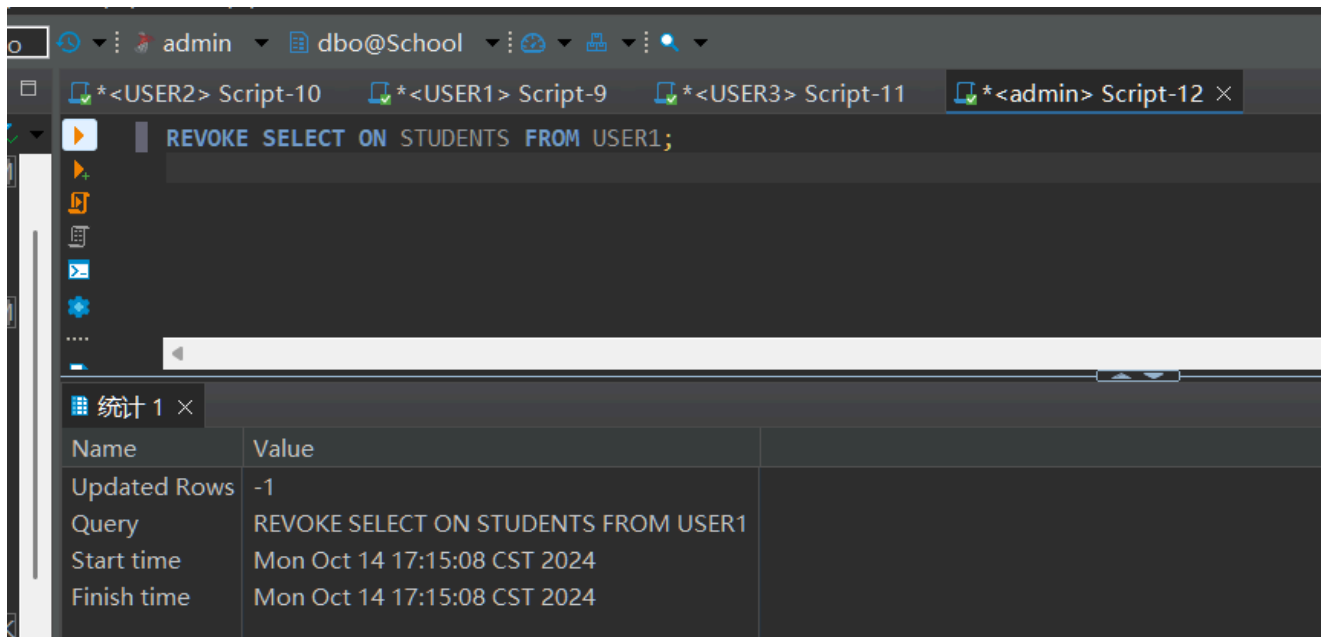 o admin dbo@School
*<USER2> Script-10 *<USER1> Script-9 *<USER3> Script-11 *<admin> Script-12
REVOKE SELECT ON STUDENTS FROM USER1;
统计 1
Name Value
Updated Rows -1
Query REVOKE SELECT ON STUDENTS FROM USER1
Start time Mon Oct 14 17:15:08 CST 2024
Finish time Mon Oct 14 17:15:08 CST 2024